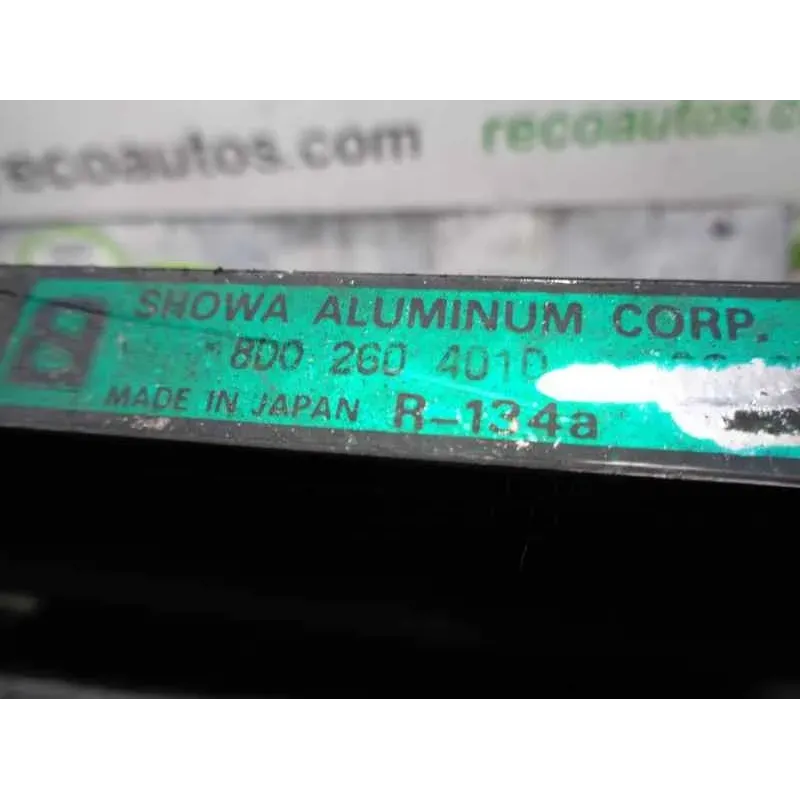 recoautos.com
recoautos.c
SHOWA ALUMINUM CORP.
8D0 260 401D
MADE IN JAPAN R-134a